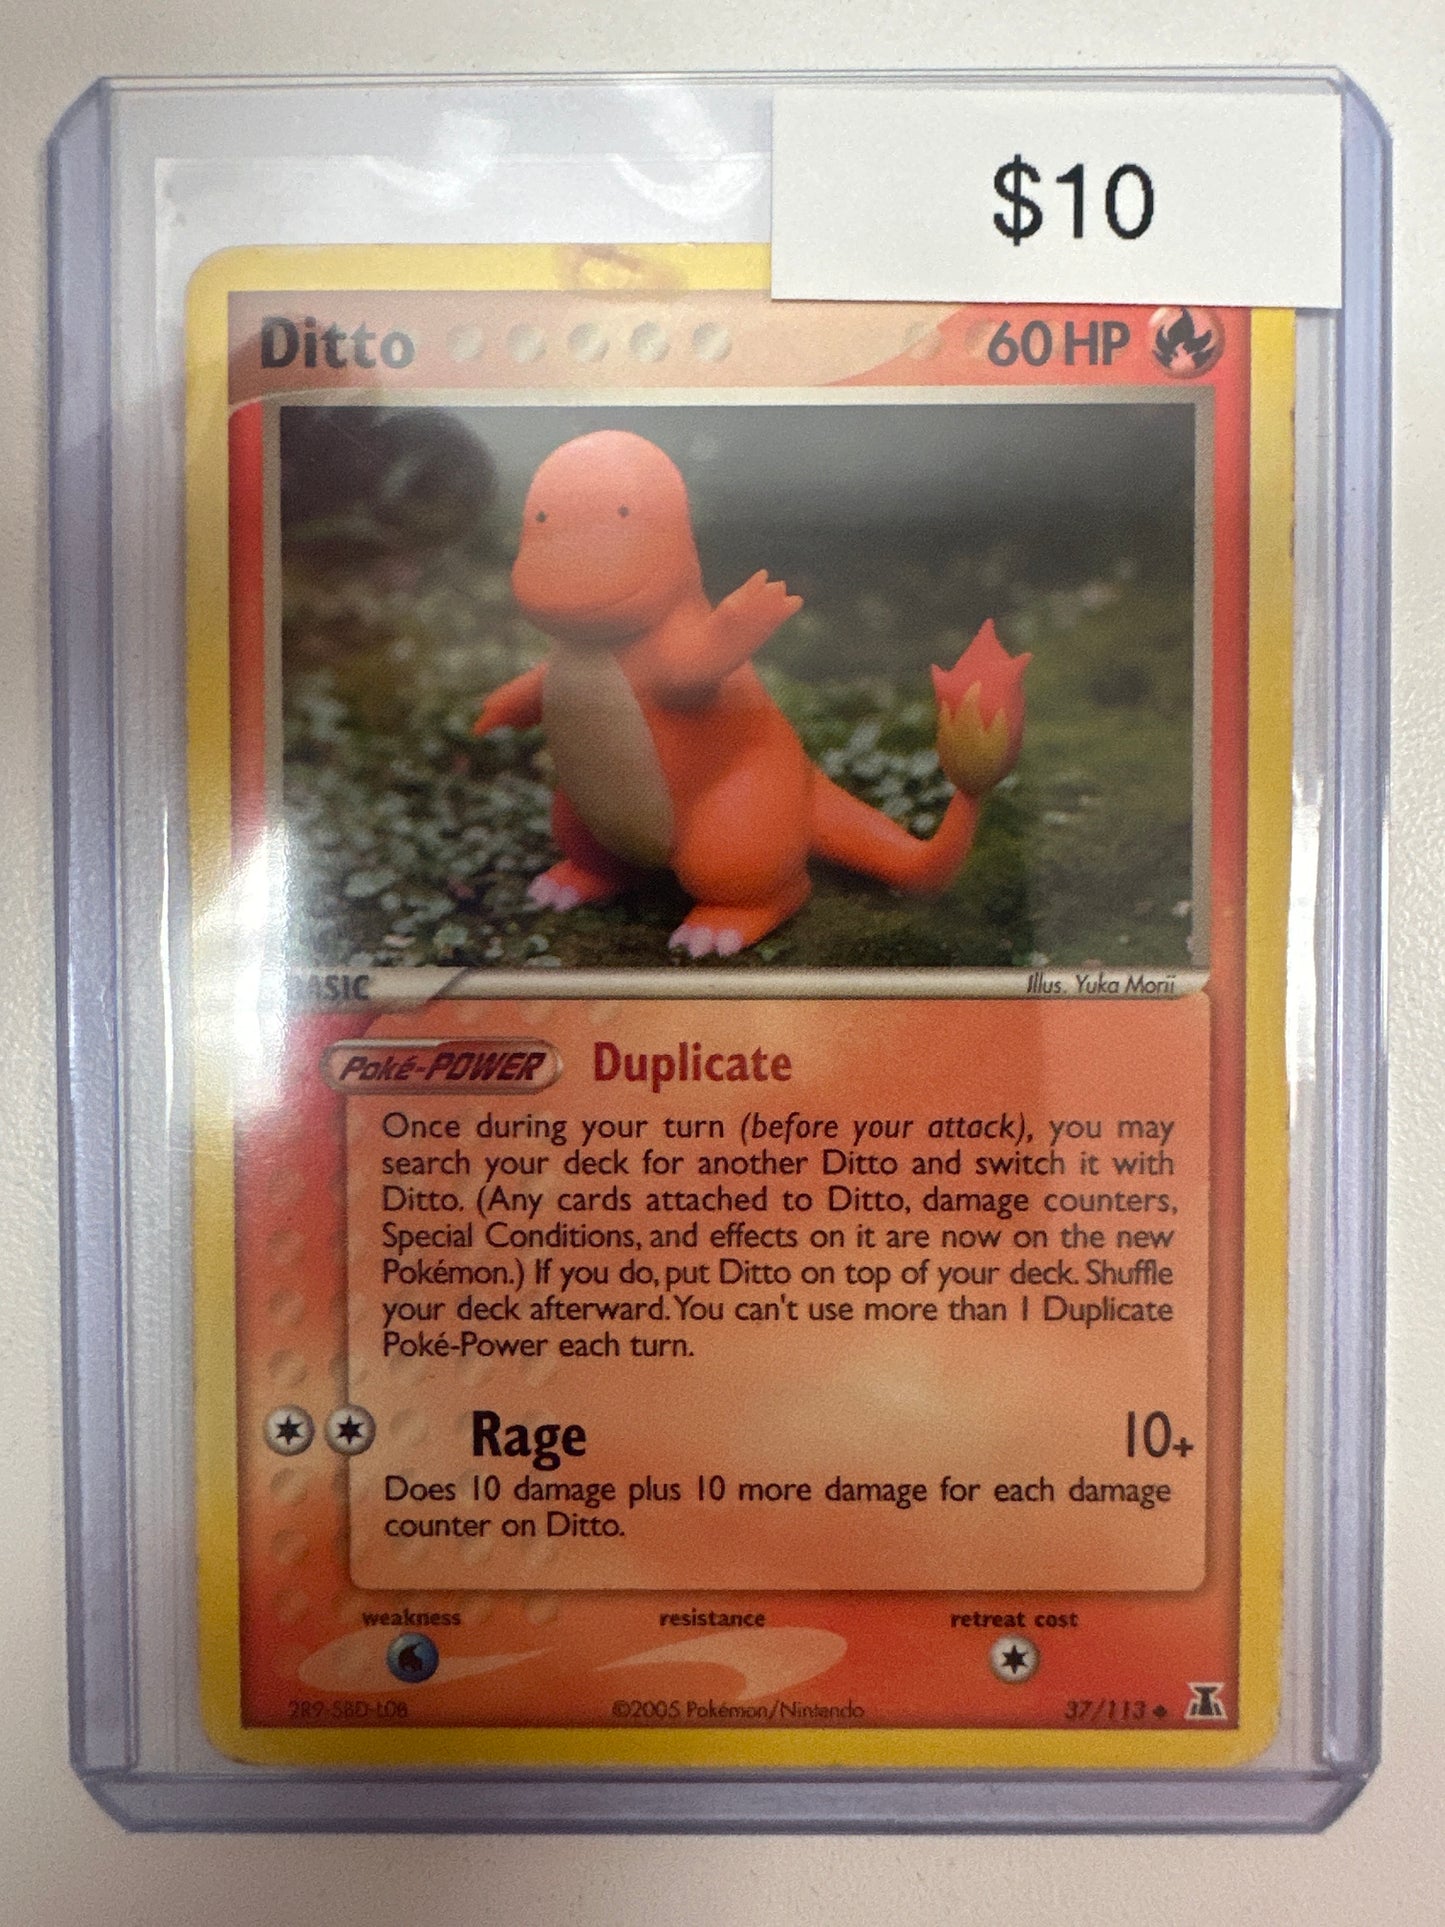 $10
Ditto 60 HP
BASIC Illus. Yuka Morii
Poké-POWER Duplicate
Once during your turn (before your attack), you may
search your deck for another Ditto and switch it with
Ditto. (Any cards attached to Ditto, damage counters,
Special Conditions, and effects on it are now on the new
Pokémon.) If you do, put Ditto on top of your deck. Shuffle
your deck afterward. You can't use more than 1 Duplicate
Poké-Power each turn.
Rage 10+
Does 10 damage plus 10 more damage for each damage
counter on Ditto.
weakness resistance retreat cost
©2005 Pokémon/Nintendo 37/113